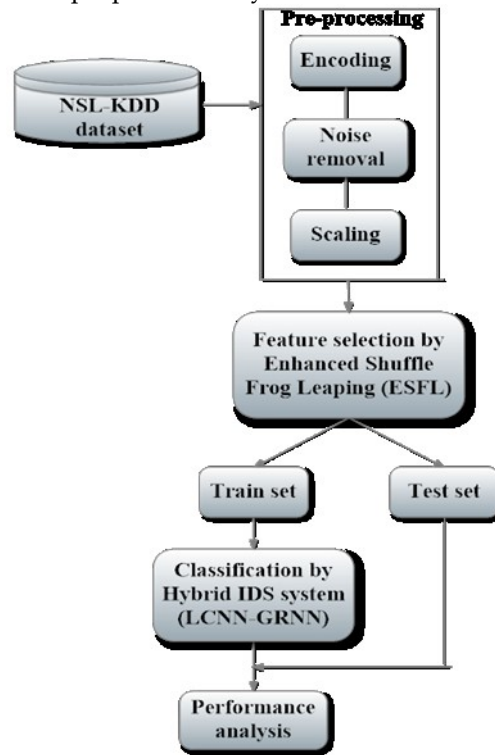 Pre-processing
Encoding
NSL-KDD
dataset
Noise
removal
Scaling
Feature selection by
Enhanced Shuffle
Frog Leaping (ESFL)
Train set
Test set
Classification by
Hybrid IDS system
(LCNN-GRNN)
Performance
analysis